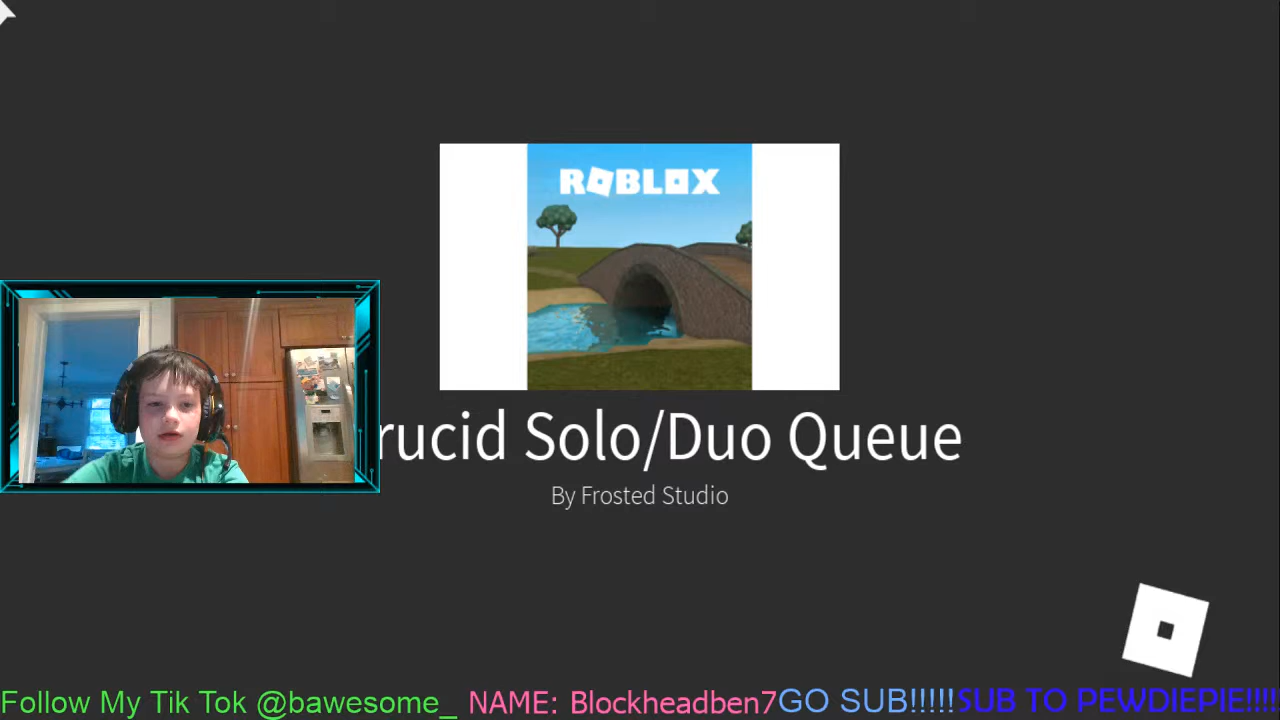 ROBLOX
rucid Solo/Duo Queue
By Frosted Studio
Follow My Tik Tok @bawesome_ NAME: Blockheadben7GO SUB!!!!!SUB TO PEWDIEPIE!!!!